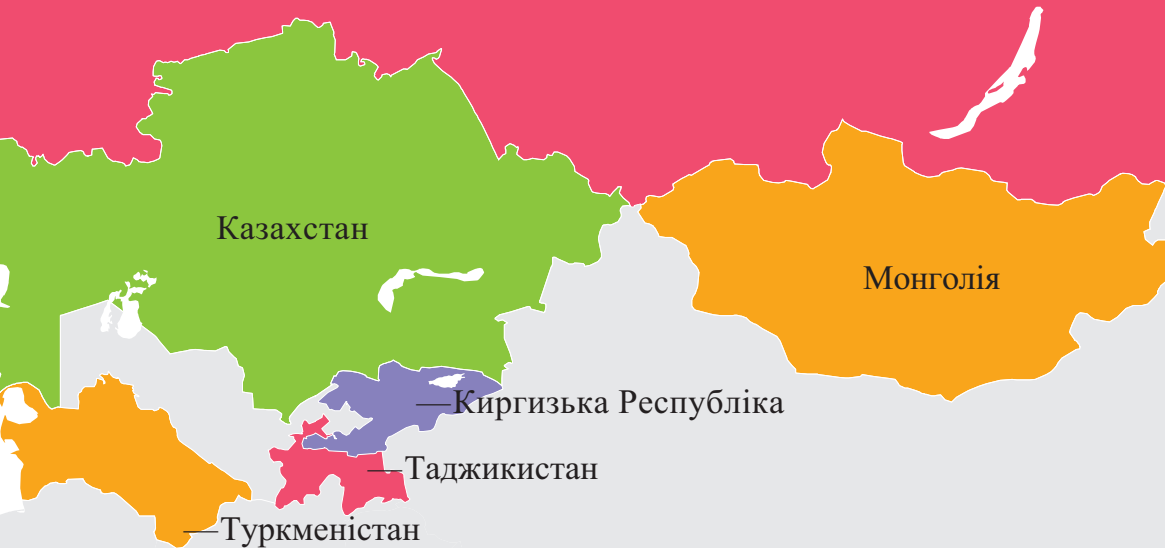 Казахстан
Монголія
Киргизька Республіка
Таджикистан
Туркменістан